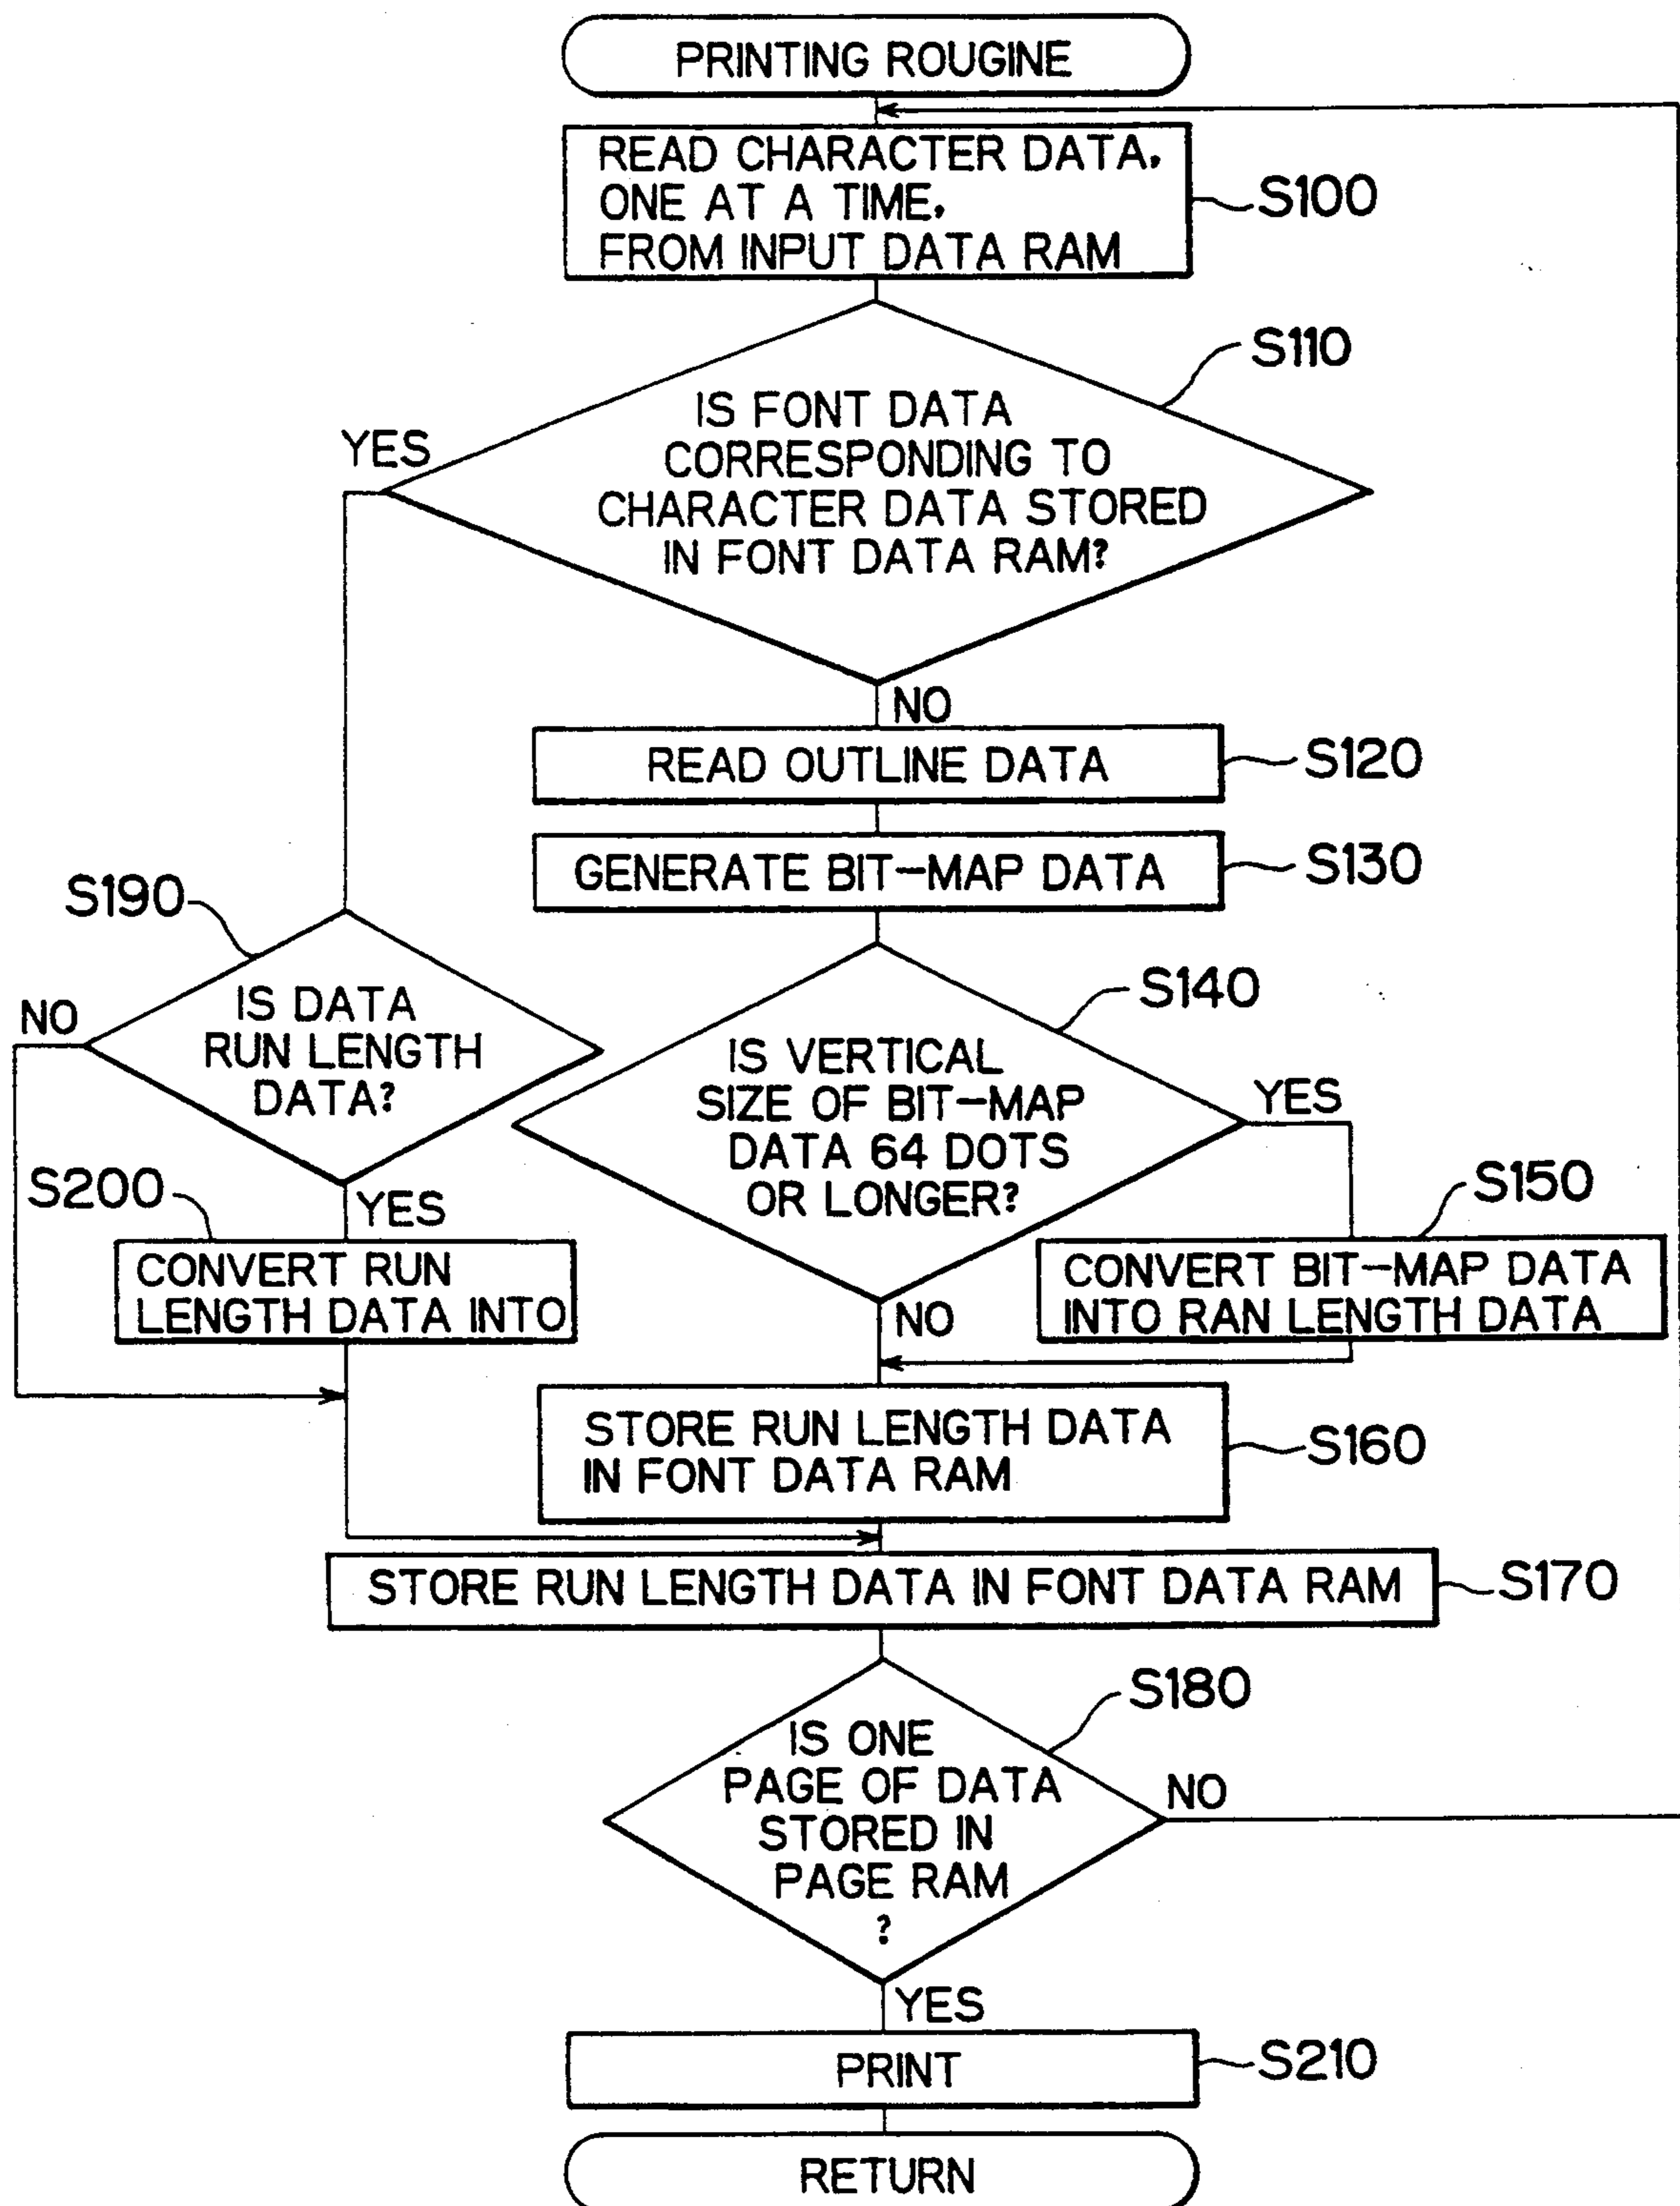 PRINTING ROUGINE
READ CHARACTER DATA,
ONE AT A TIME,
FROM INPUT DATA RAM
S100
S110
IS FONT DATA
CORRESPONDING TO
CHARACTER DATA STORED
IN FONT DATA RAM?
YES
NO
READ OUTLINE DATA
S120
GENERATE BIT-MAP DATA
S130
S190
IS DATA
RUN LENGTH
DATA?
NO
YES
S140
IS VERTICAL
SIZE OF BIT-MAP
DATA 64 DOTS
OR LONGER?
YES
NO
S200
CONVERT RUN
LENGTH DATA INTO
S150
CONVERT BIT-MAP DATA
INTO RAN LENGTH DATA
STORE RUN LENGTH DATA
IN FONT DATA RAM
S160
STORE RUN LENGTH DATA IN FONT DATA RAM
S170
S180
IS ONE
PAGE OF DATA
STORED IN
PAGE RAM
?
NO
YES
PRINT
S210
RETURN